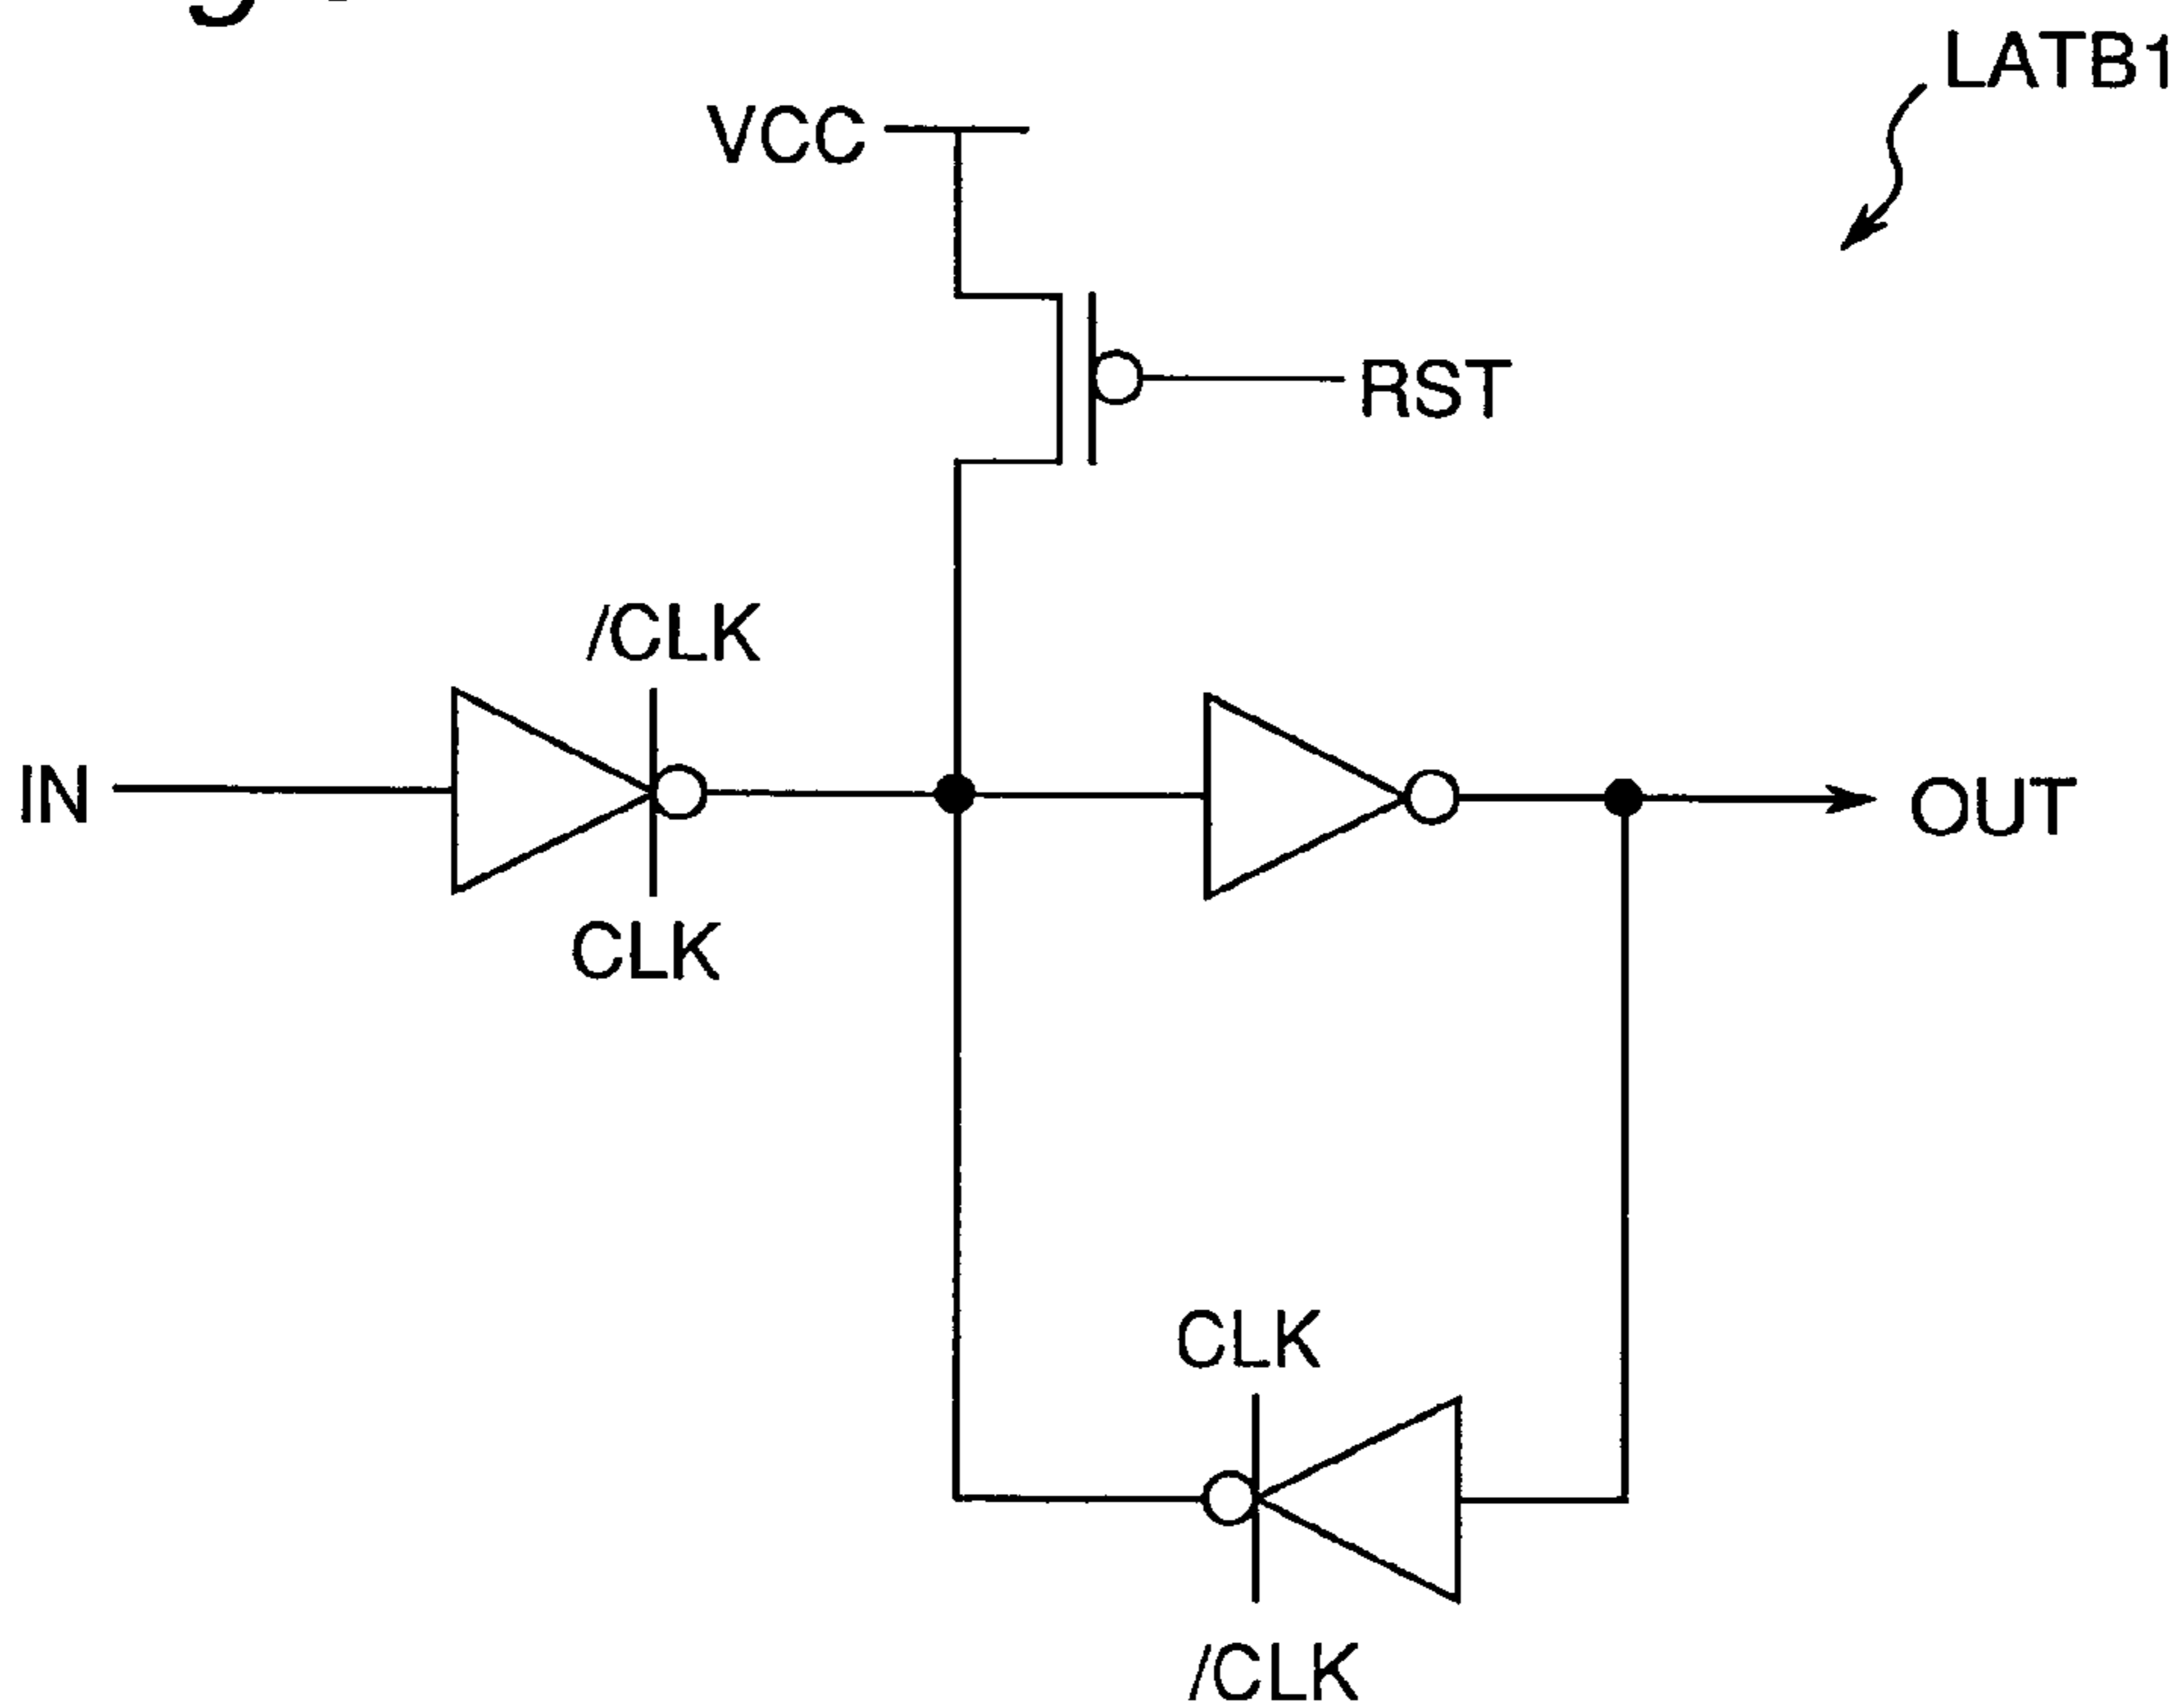 LATB1
VCC
RST
/CLK
IN
CLK
OUT
CLK
/CLK